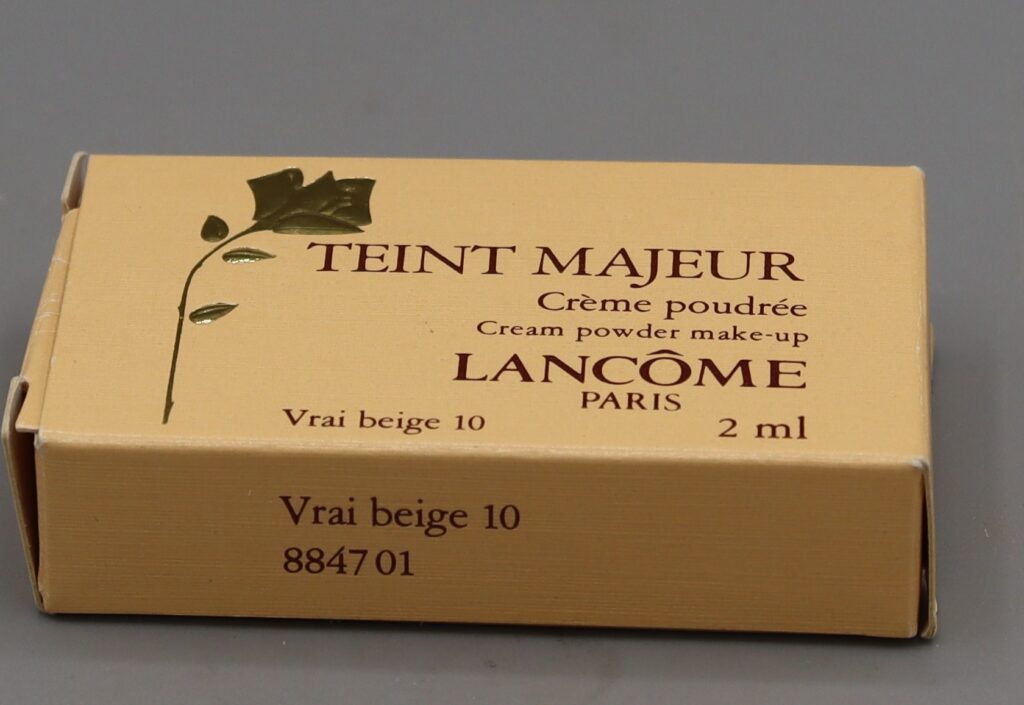 TEINT MAJEUR
Crème poudrée
Cream powder make-up
LANCÔME
PARIS
Vrai beige 10 2 ml
Vrai beige 10
884701